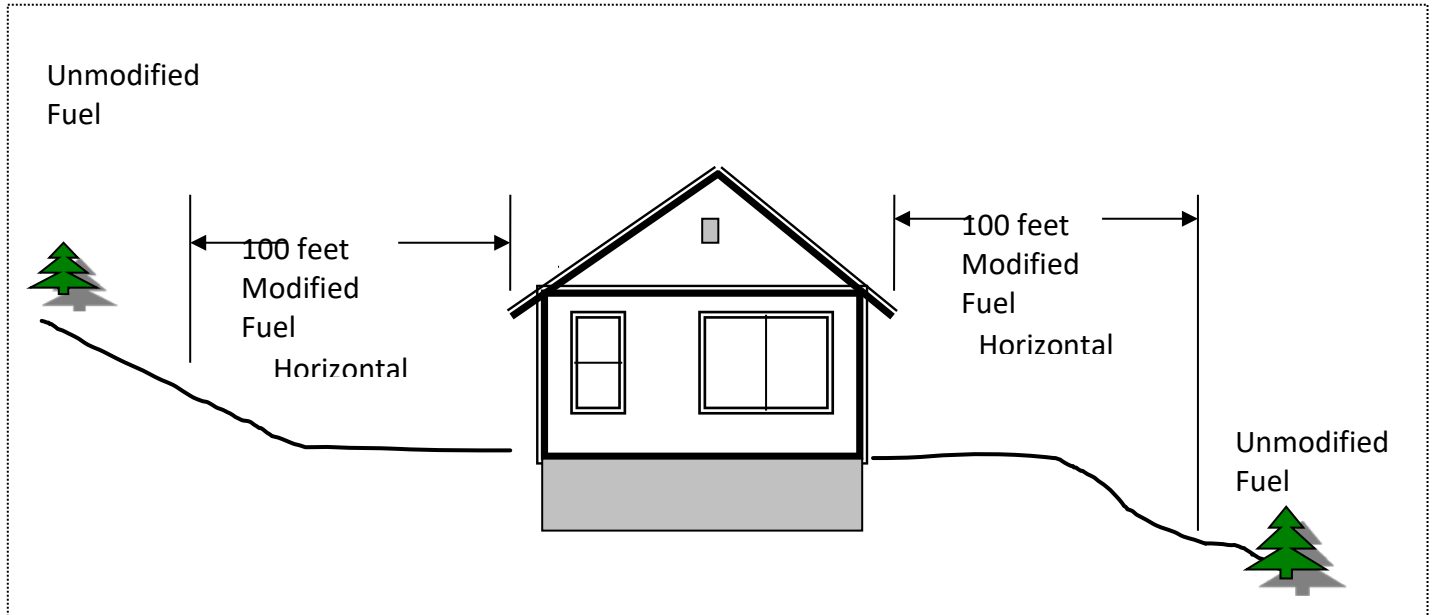 Unmodified
Fuel
100 feet
Modified
Fuel
Horizontal
100 feet
Modified
Fuel
Horizontal
Unmodified
Fuel